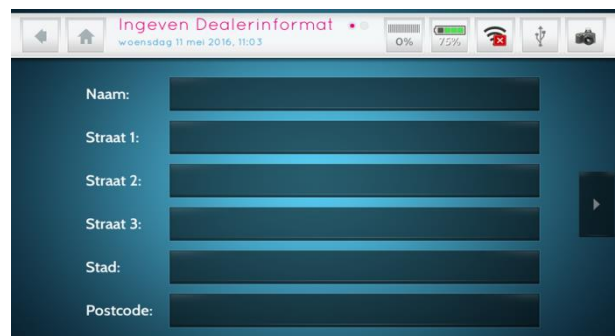 Ingeven Dealerinformat
woensdag 11 mei 2016, 11:03
0%
75%
Naam:
Straat 1:
Straat 2:
Straat 3:
Stad:
Postcode: